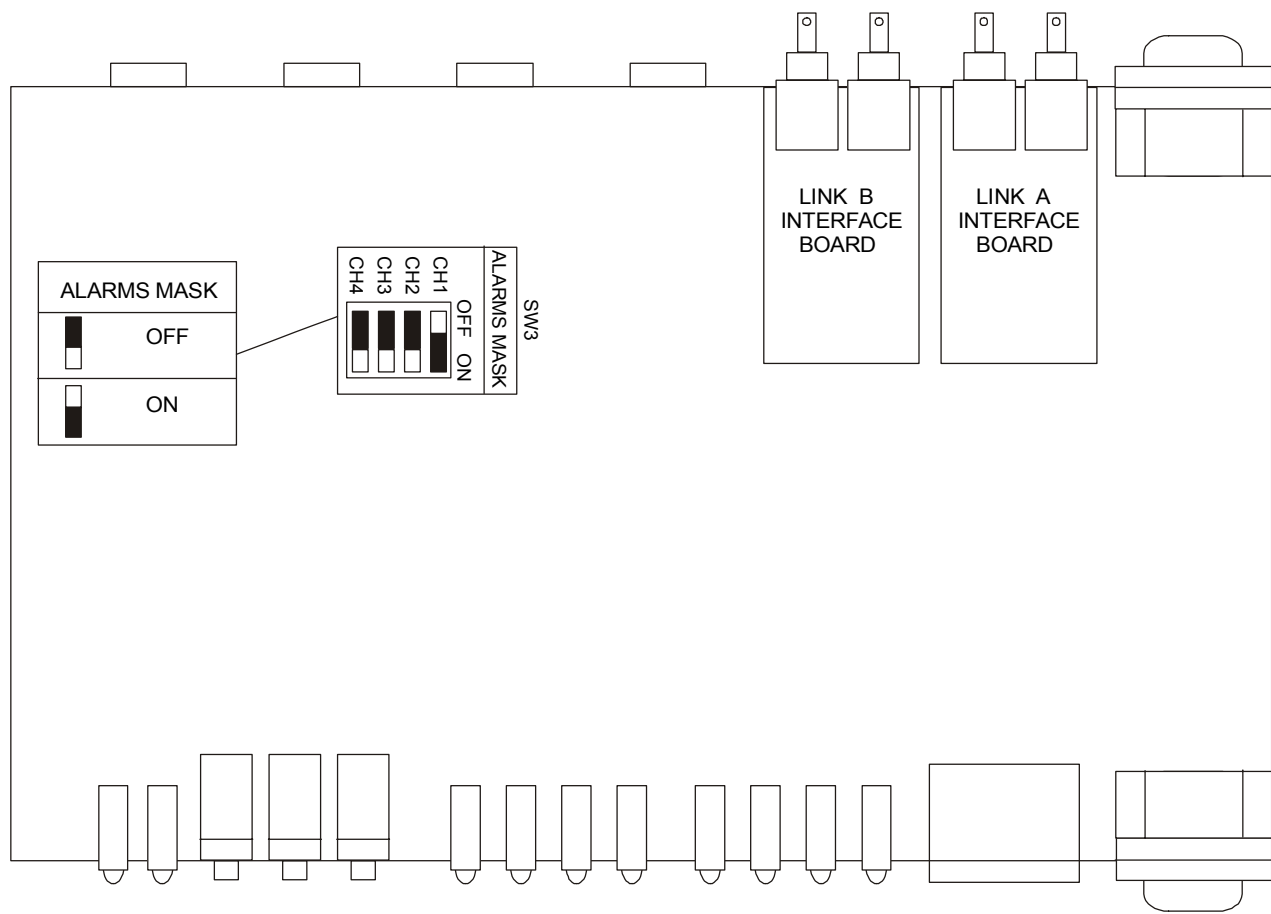 LINK B
INTERFACE
BOARD
LINK A
INTERFACE
BOARD
ALARMS MASK
OFF
ON
CH4
CH3
CH2
CH1
OFF ON
ALARMS MASK
SW3